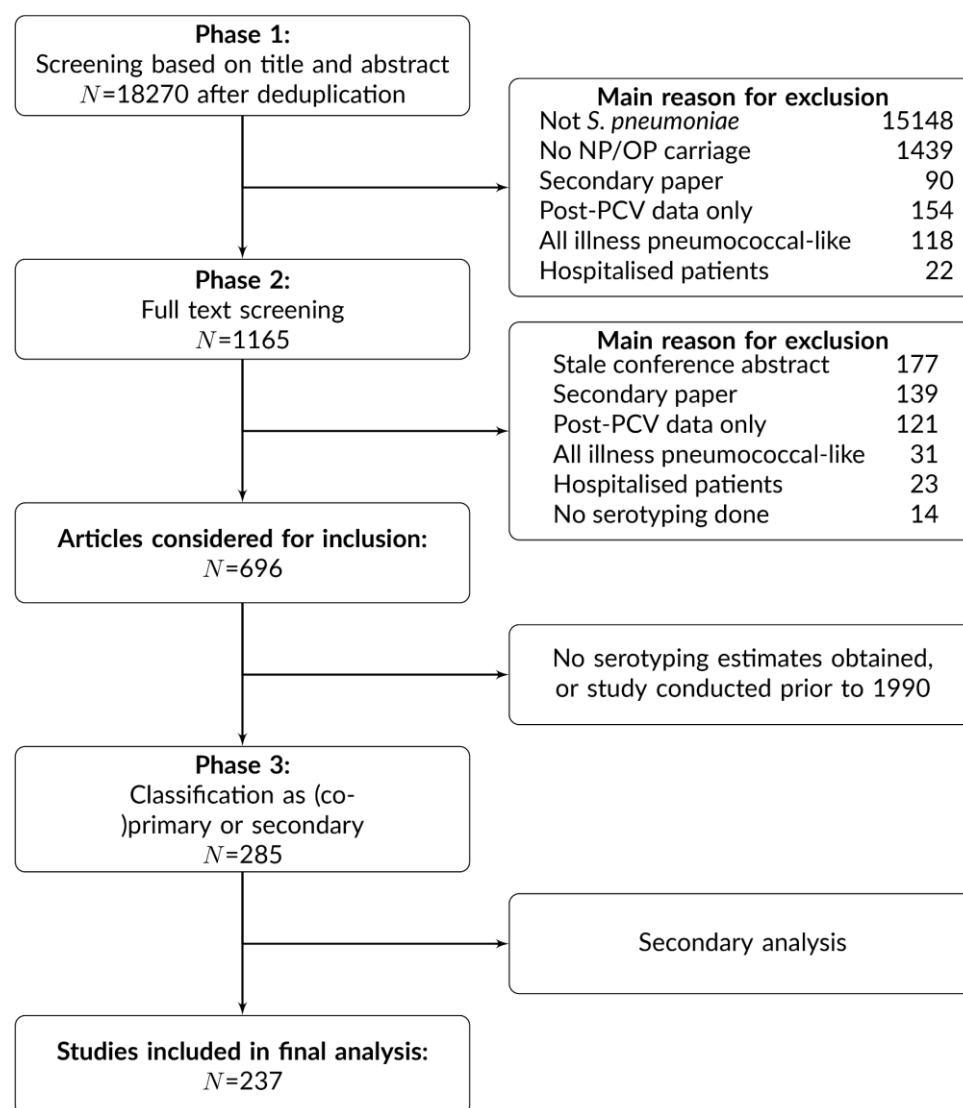 Phase 1:
Screening based on title and abstract
N=18270 after deduplication
Main reason for exclusion
Not S. pneumoniae 15148
No NP/OP carriage 1439
Secondary paper 90
Post-PCV data only 154
All illness pneumococcal-like 118
Hospitalised patients 22
Phase 2:
Full text screening
N=1165
Main reason for exclusion
Stale conference abstract 177
Secondary paper 139
Post-PCV data only 121
All illness pneumococcal-like 31
Hospitalised patients 23
No serotyping done 14
Articles considered for inclusion:
N=696
No serotyping estimates obtained,
or study conducted prior to 1990
Phase 3:
Classification as (co-
)primary or secondary
N=285
Secondary analysis
Studies included in final analysis:
N=237